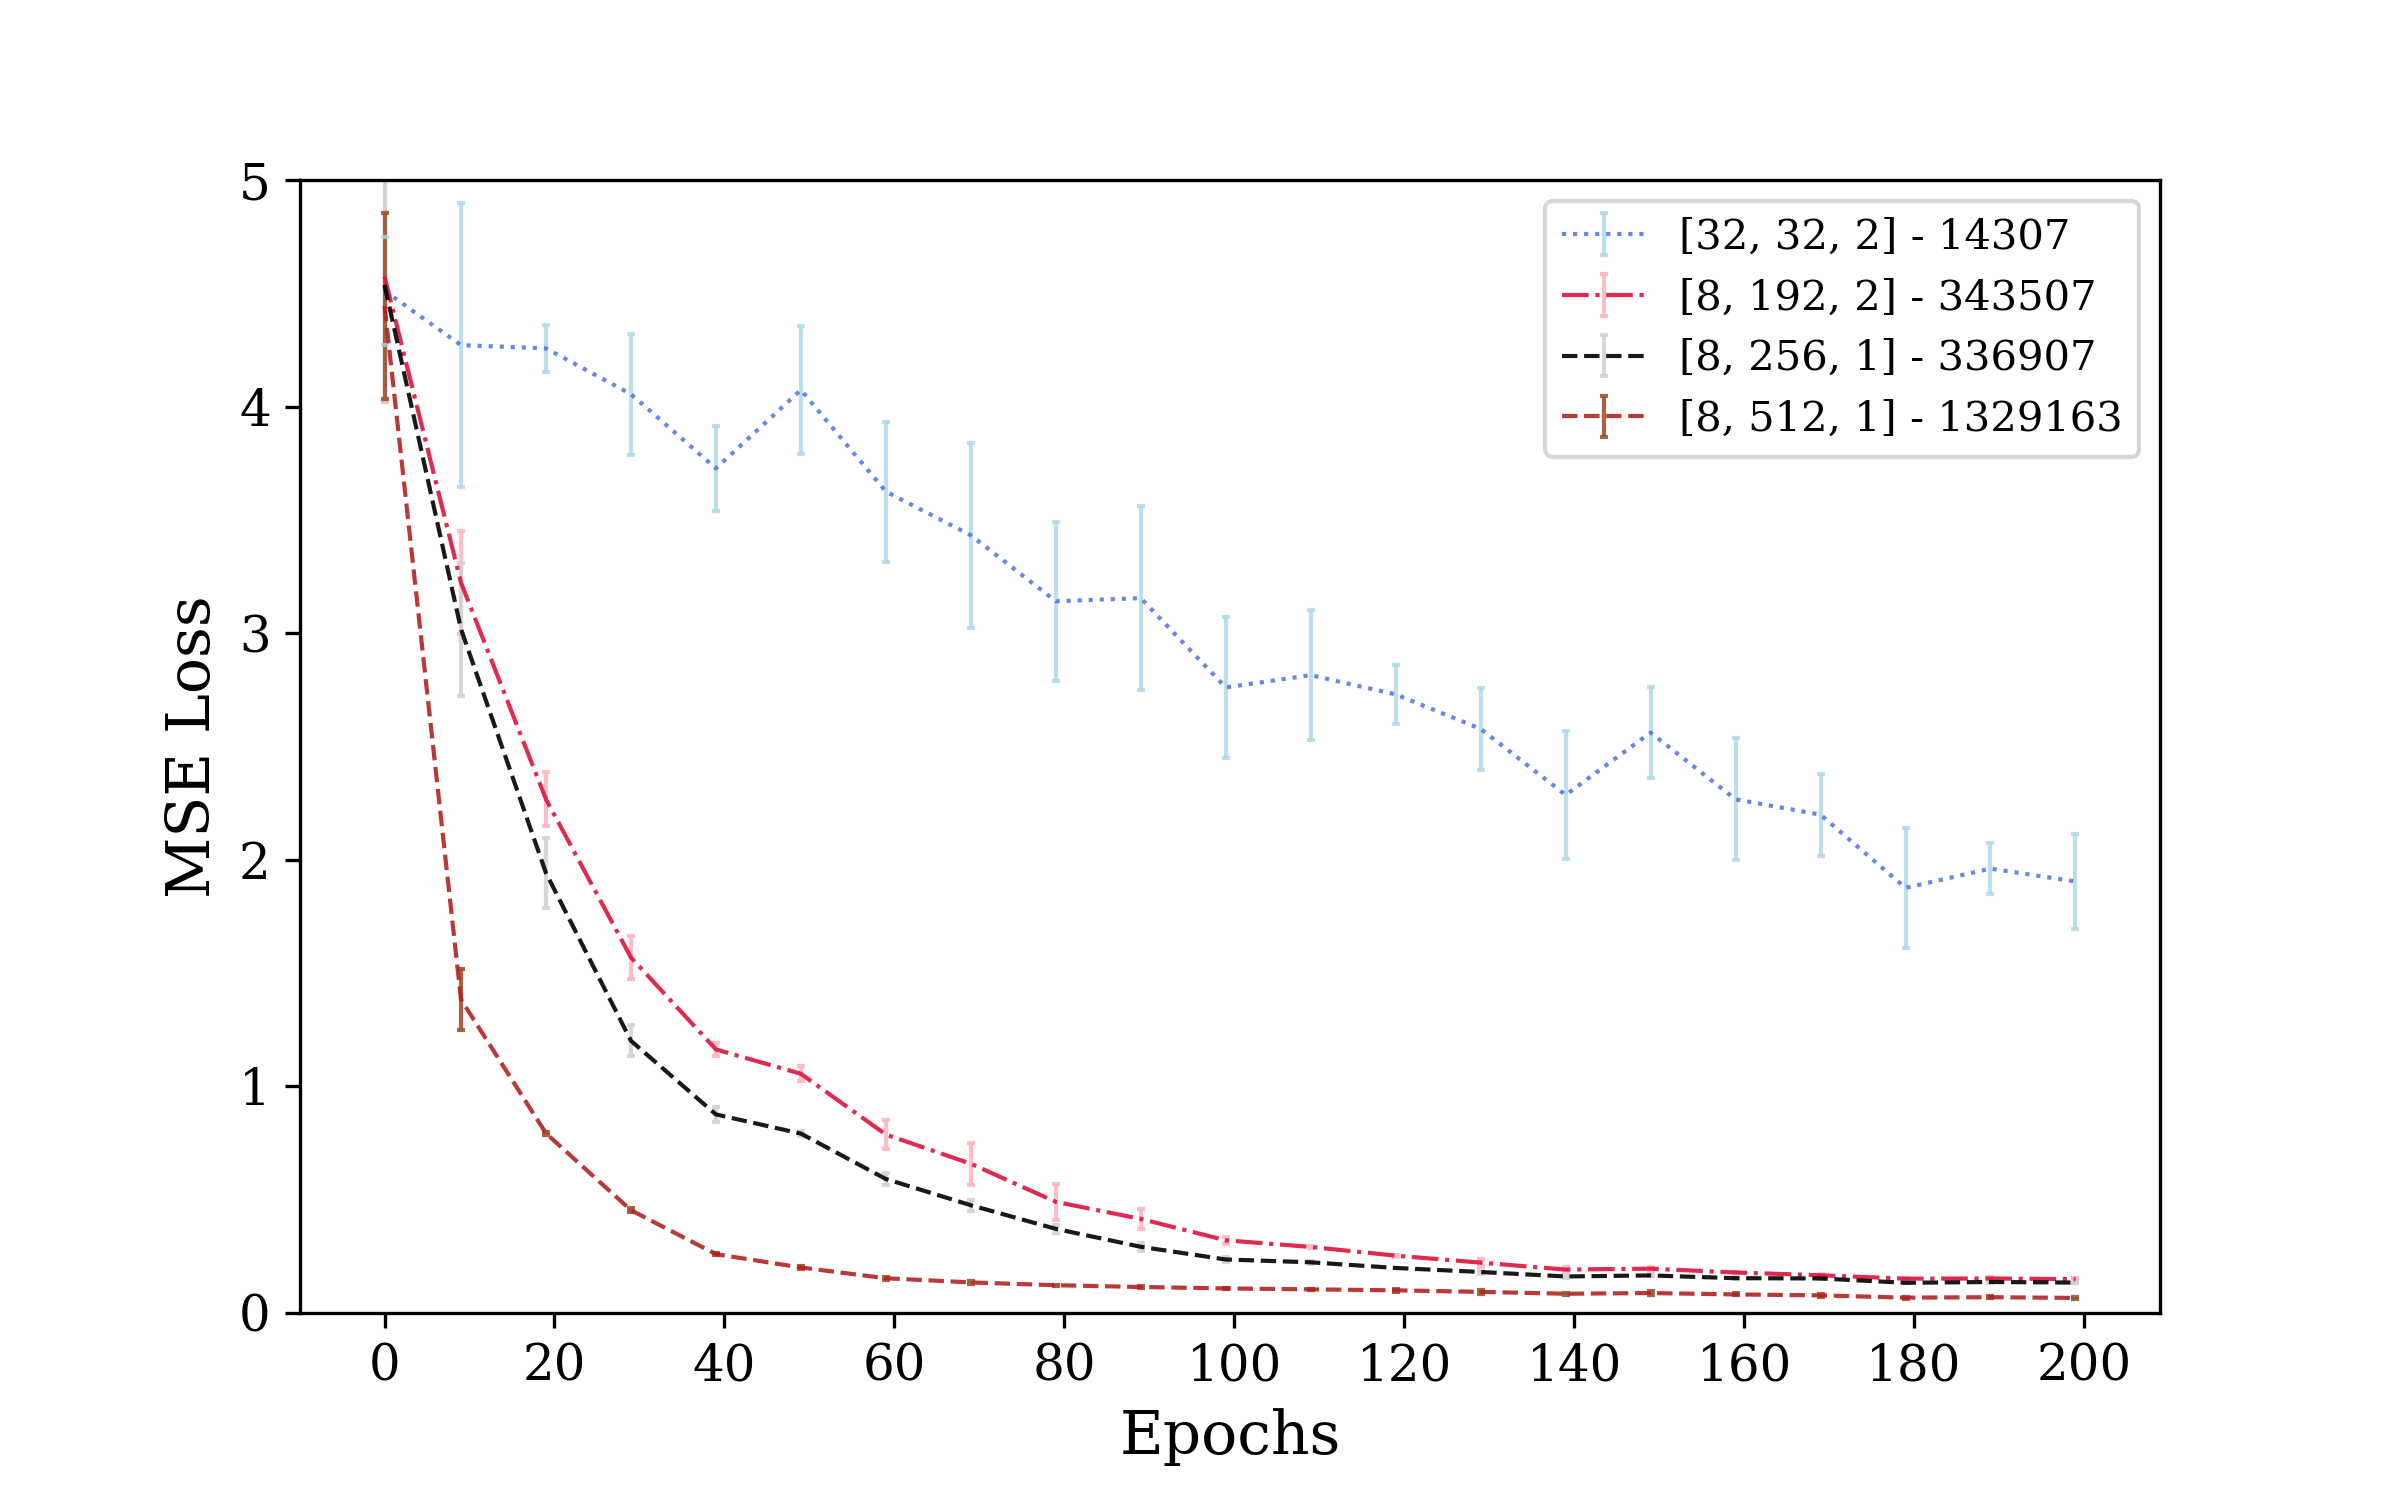 5
4
3
2
1
0
MSE Loss
[32, 32, 2] - 14307
[8, 192, 2] - 343507
[8, 256, 1] - 336907
[8, 512, 1] - 1329163
0 20 40 60 80 100 120 140 160 180 200
Epochs